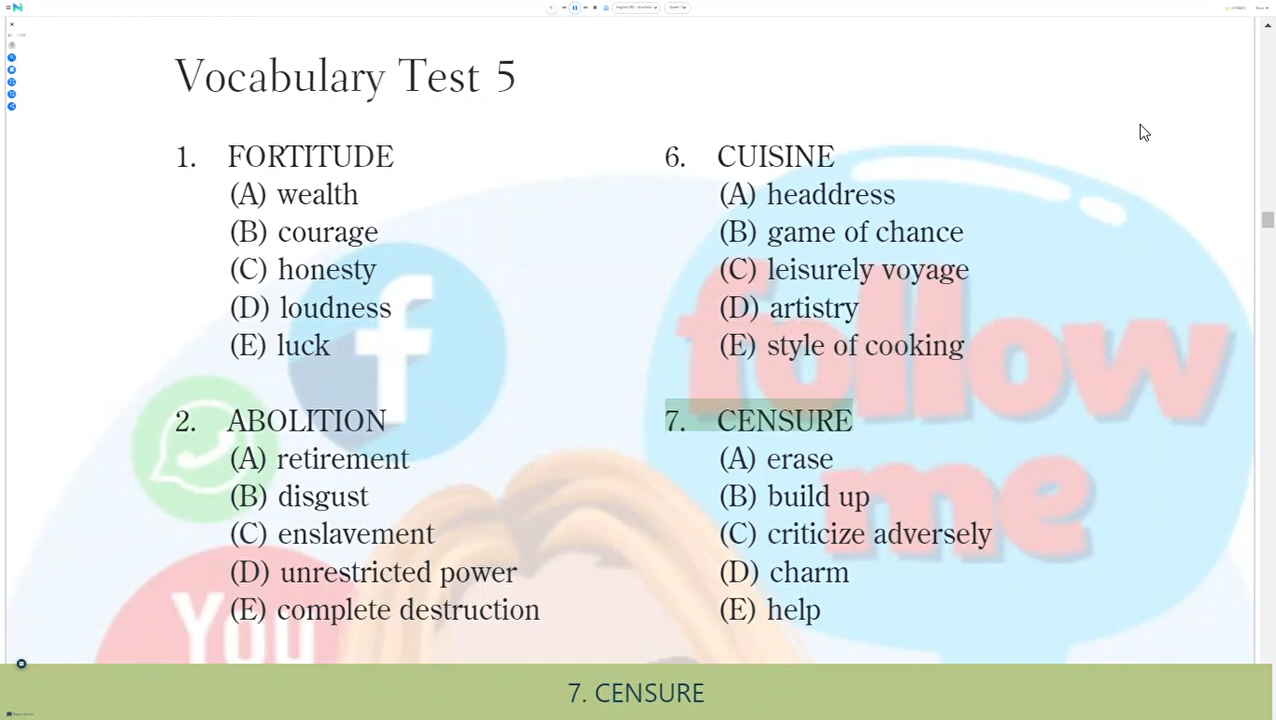 Vocabulary Test 5
1. FORTITUDE
(A) wealth
(B) courage
(C) honesty
(D) loudness
(E) luck
2. ABOLITION
(A) retirement
(B) disgust
(C) enslavement
(D) unrestricted power
(E) complete destruction
6. CUISINE
(A) headdress
(B) game of chance
(C) leisurely voyage
(D) artistry
(E) style of cooking
7. CENSURE
(A) erase
(B) build up
(C) criticize adversely
(D) charm
(E) help
f
follow
me
You
7. CENSURE